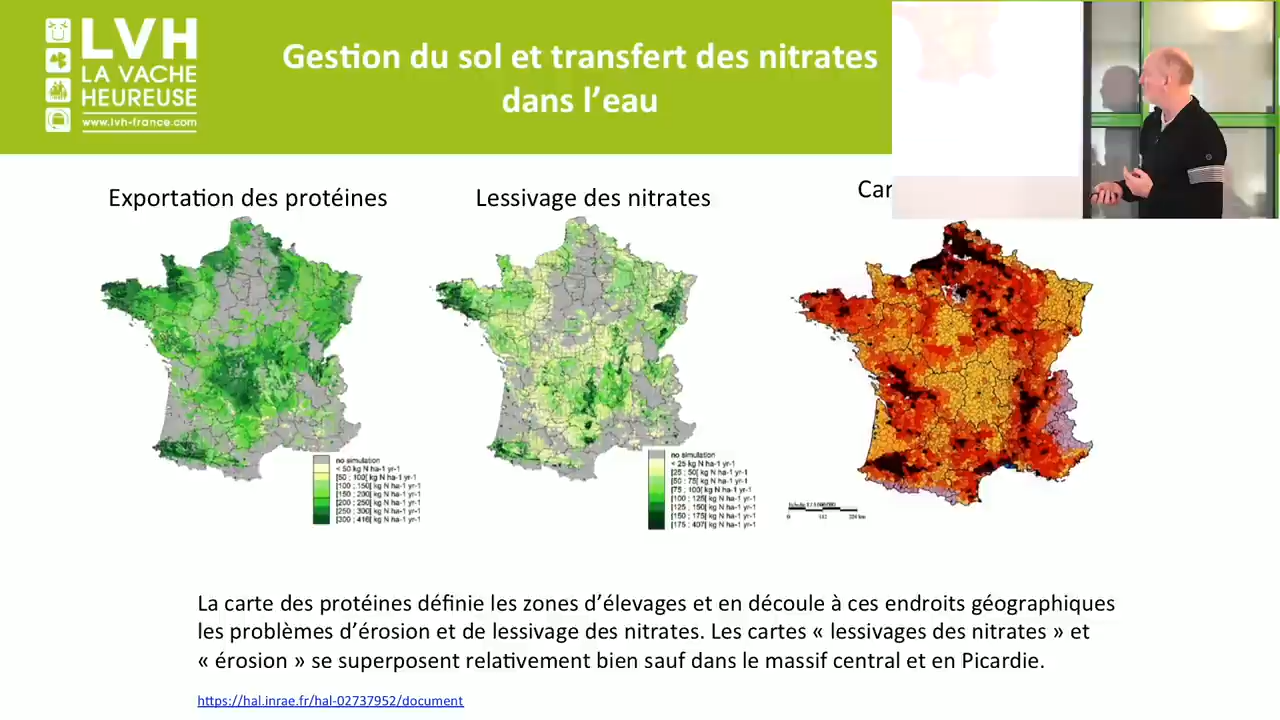 LVH
LA VACHE
HEUREUSE
www.lvh-france.com
Gestion du sol et transfert des nitrates
dans l’eau
Exportation des protéines
Lessivage des nitrates
Car
no simulation
< 50 kg N ha-1 yr-1
[50 ; 100[ kg N ha-1 yr-1
[100 ; 150[ kg N ha-1 yr-1
[150 ; 200[ kg N ha-1 yr-1
[200 ; 250[ kg N ha-1 yr-1
[250 ; 300[ kg N ha-1 yr-1
[300 ; 416[ kg N ha-1 yr-1
no simulation
< 25 kg N ha-1 yr-1
[25 ; 50[ kg N ha-1 yr-1
[50 ; 75[ kg N ha-1 yr-1
[75 ; 100[ kg N ha-1 yr-1
[100 ; 125[ kg N ha-1 yr-1
[125 ; 150[ kg N ha-1 yr-1
[150 ; 175[ kg N ha-1 yr-1
[175 ; 407[ kg N ha-1 yr-1
La carte des protéines définie les zones d’élevages et en découle à ces endroits géographiques
les problèmes d’érosion et de lessivage des nitrates. Les cartes « lessivages des nitrates » et
« érosion » se superposent relativement bien sauf dans le massif central et en Picardie.
https://hal.inrae.fr/hal-02737952/document